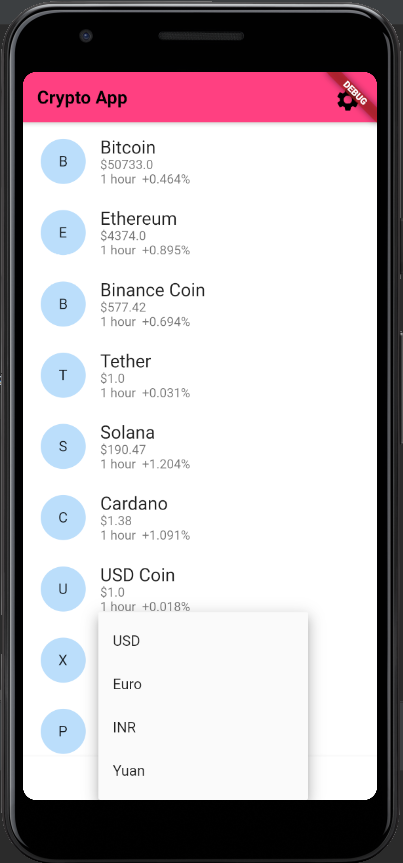 Crypto App
DEBUG
B
Bitcoin
$50733.0
1 hour +0.464%
E
Ethereum
$4374.0
1 hour +0.895%
B
Binance Coin
$577.42
1 hour +0.694%
T
Tether
$1.0
1 hour +0.031%
S
Solana
$190.47
1 hour +1.204%
C
Cardano
$1.38
1 hour +1.091%
U
USD Coin
$1.0
1 hour +0.018%
X
P
USD
Euro
INR
Yuan